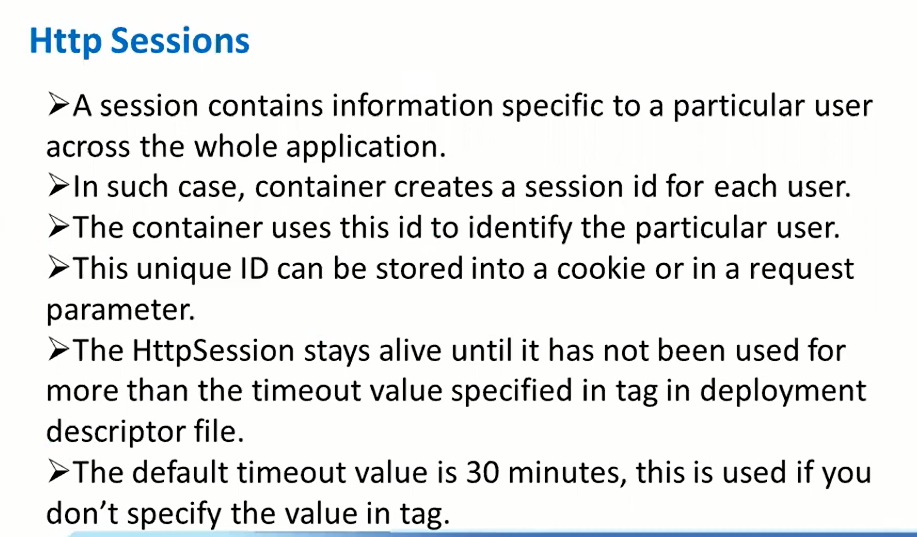 Http Sessions
➢A session contains information specific to a particular user
across the whole application.
➢In such case, container creates a session id for each user.
➢The container uses this id to identify the particular user.
➢This unique ID can be stored into a cookie or in a request
parameter.
➢The HttpSession stays alive until it has not been used for
more than the timeout value specified in tag in deployment
descriptor file.
➢The default timeout value is 30 minutes, this is used if you
don’t specify the value in tag.